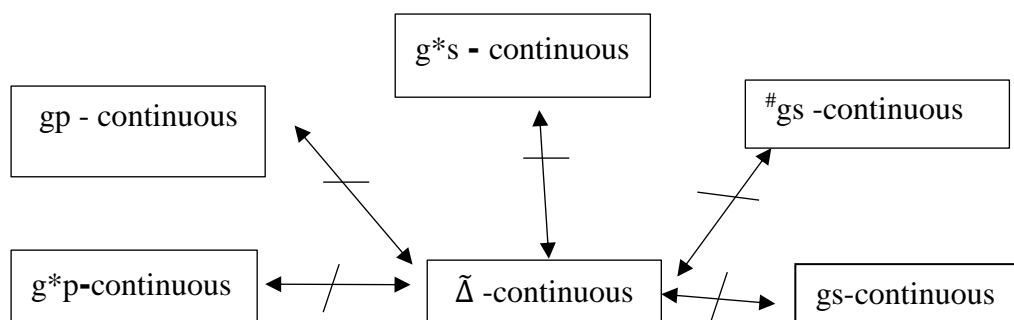 g*s - continuous
gp - continuous
#gs -continuous
g*p-continuous
Δ̃ -continuous
gs-continuous